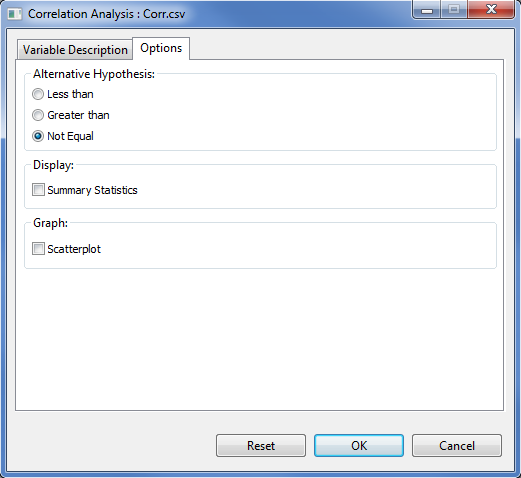 Correlation Analysis : Corr.csv
Variable Description Options
Alternative Hypothesis:
Less than
Greater than
Not Equal
Display:
Summary Statistics
Graph:
Scatterplot
Reset OK Cancel